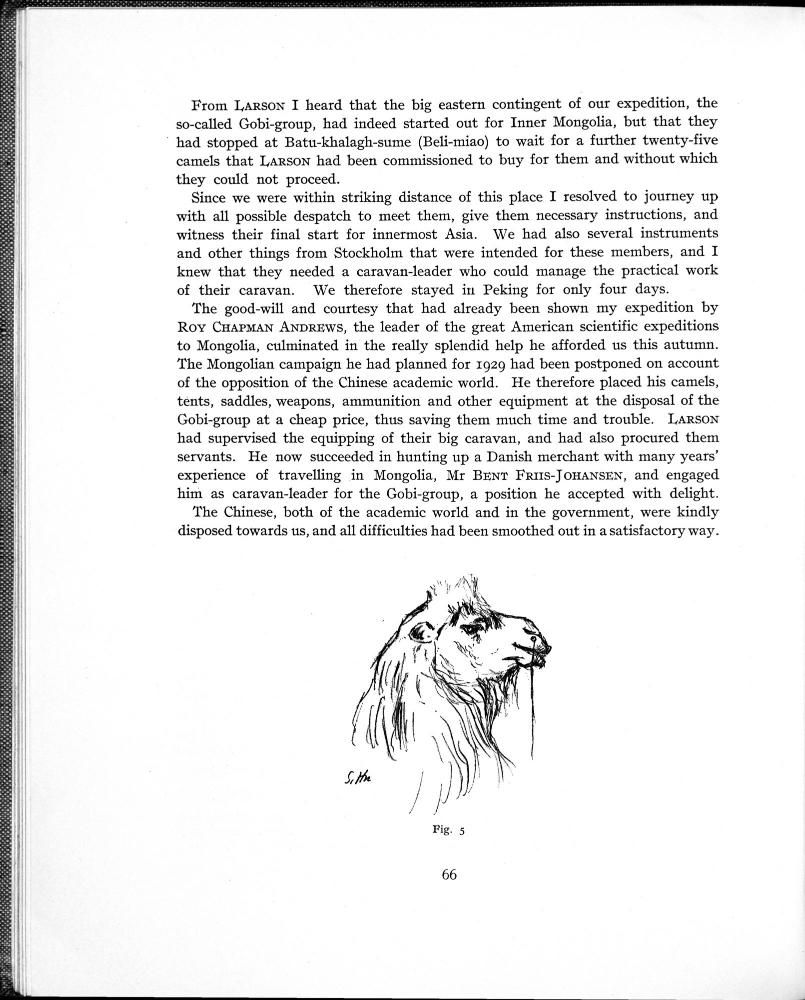 From LARSON I heard that the big eastern contingent of our expedition, the
so-called Gobi-group, had indeed started out for Inner Mongolia, but that they
had stopped at Batu-khalagh-sume (Beli-miao) to wait for a further twenty-five
camels that LARSON had been commissioned to buy for them and without which
they could not proceed.
Since we were within striking distance of this place I resolved to journey up
with all possible despatch to meet them, give them necessary instructions, and
witness their final start for innermost Asia. We had also several instruments
and other things from Stockholm that were intended for these members, and I
knew that they needed a caravan-leader who could manage the practical work
of their caravan. We therefore stayed in Peking for only four days.
The good-will and courtesy that had already been shown my expedition by
ROY CHAPMAN ANDREWS, the leader of the great American scientific expeditions
to Mongolia, culminated in the really splendid help he afforded us this autumn.
The Mongolian campaign he had planned for 1929 had been postponed on account
of the opposition of the Chinese academic world. He therefore placed his camels,
tents, saddles, weapons, ammunition and other equipment at the disposal of the
Gobi-group at a cheap price, thus saving them much time and trouble. LARSON
had supervised the equipping of their big caravan, and had also procured them
servants. He now succeeded in hunting up a Danish merchant with many years'
experience of travelling in Mongolia, Mr BENT FRIIS-JOHANSEN, and engaged
him as caravan-leader for the Gobi-group, a position he accepted with delight.
The Chinese, both of the academic world and in the government, were kindly
disposed towards us, and all difficulties had been smoothed out in a satisfactory way.
Fig. 5
66